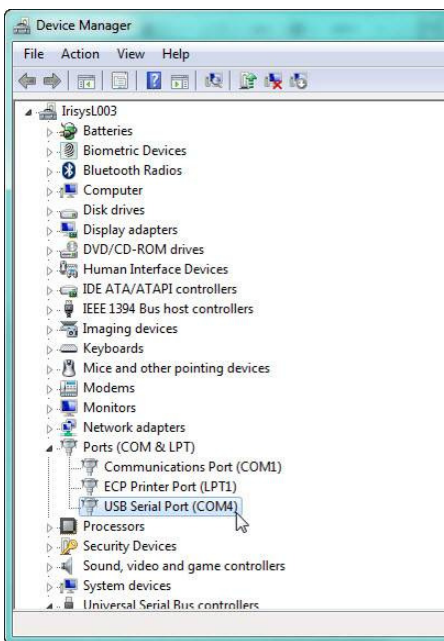 Device Manager
File Action View Help
IrisysL003
Batteries
Biometric Devices
Bluetooth Radios
Computer
Disk drives
Display adapters
DVD/CD-ROM drives
Human Interface Devices
IDE ATA/ATAPI controllers
IEEE 1394 Bus host controllers
Imaging devices
Keyboards
Mice and other pointing devices
Modems
Monitors
Network adapters
Ports (COM & LPT)
Communications Port (COM1)
ECP Printer Port (LPT1)
USB Serial Port (COM4)
Processors
Security Devices
Sound, video and game controllers
System devices
Universal Serial Bus controllers